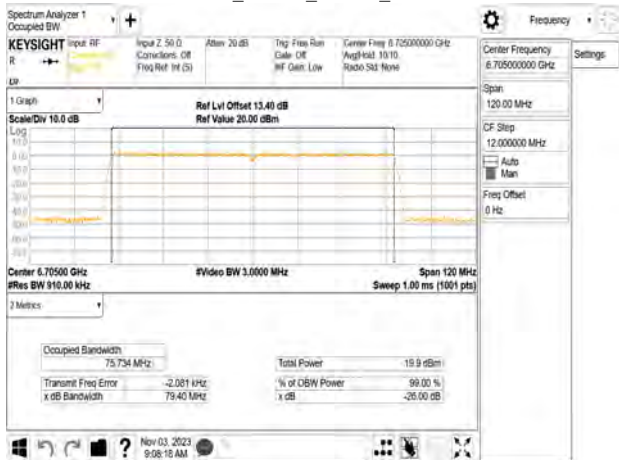 Spectrum Analyzer 1
Occupied BW
Frequency
KEYSIGHT
R
Input: RF
Input Z: 50 Ω
Corrections: Off
Freq Ref: Int (S)
Atten: 20 dB
Trig: Free Run
Gate: Off
#IF Gain: Low
Center Freq: 6.705000000 GHz
Avg|Hold: 10/10
Radio Std: None
Center Frequency
6.705000000 GHz
Settings
Span
120.00 MHz
CF Step
12.000000 MHz
Auto
Man
Freq Offset
0 Hz
1 Graph
Scale/Div 10.0 dB
Ref Lvl Offset 13.40 dB
Ref Value 20.00 dBm
Log
10.0
0.00
Center 6.70500 GHz
#Res BW 910.00 kHz
#Video BW 3.0000 MHz
Span 120 MHz
Sweep 1.00 ms (1001 pts)
2 Metrics
Occupied Bandwidth
75.734 MHz
Total Power
19.9 dBm
Transmit Freq Error
-2.081 kHz
% of OBW Power
99.00 %
x dB Bandwidth
79.40 MHz
x dB
-26.00 dB
?
Nov 03, 2023
9:08:18 AM